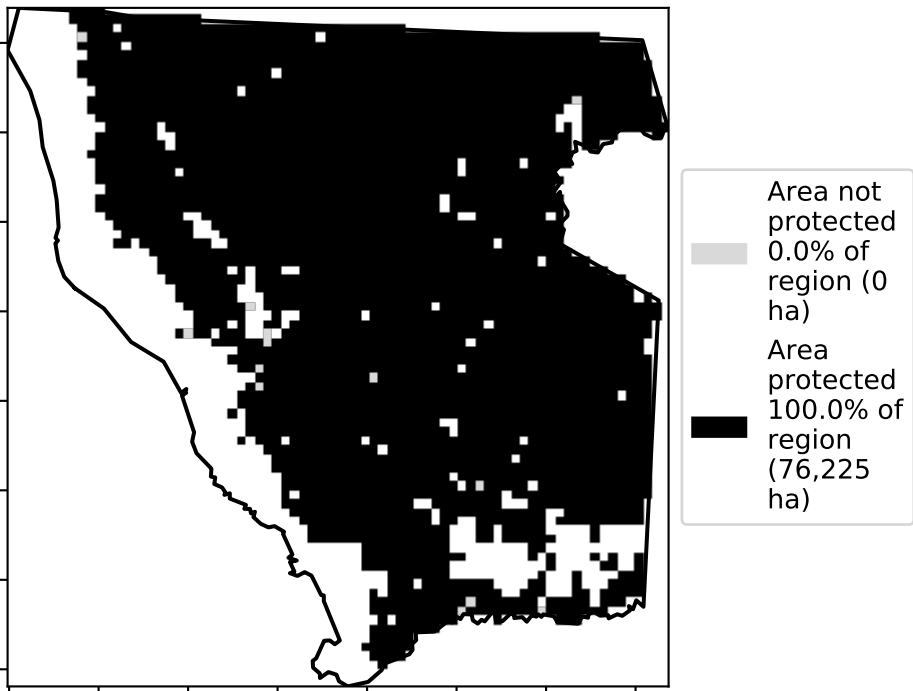 Area not
protected
0.0% of
region (0
ha)
Area
protected
100.0% of
region
(76,225
ha)